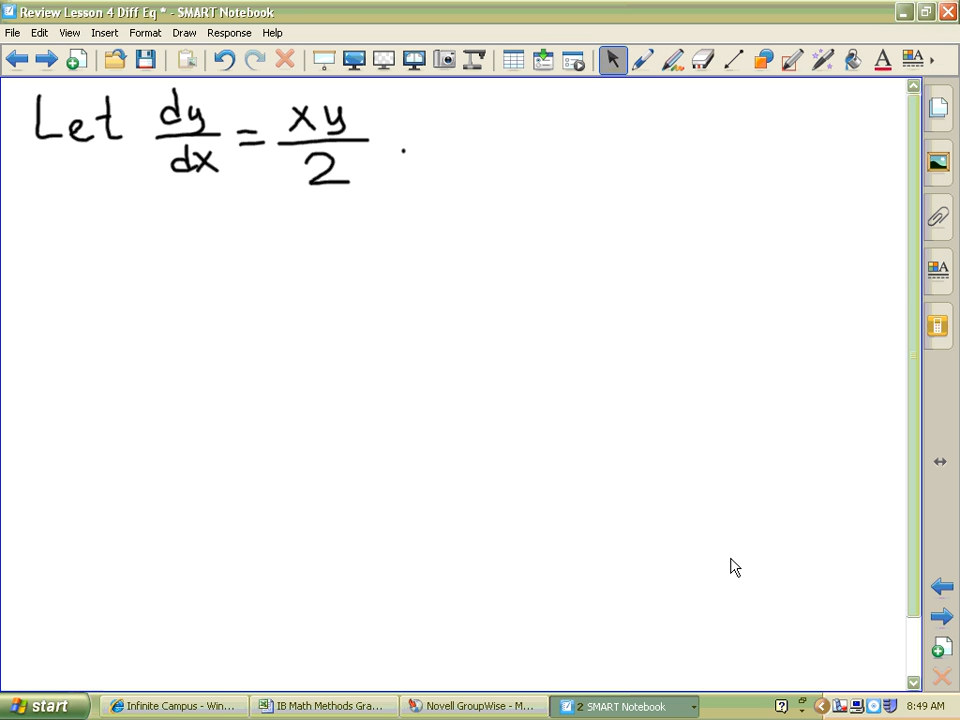 Review Lesson 4 Diff Eq * - SMART Notebook
File Edit View Insert Format Draw Response Help
Let dy/dx = xy/2 .
start Infinite Campus - Win... IB Math Methods Gra... Novell GroupWise - M... 2 SMART Notebook 8:49 AM